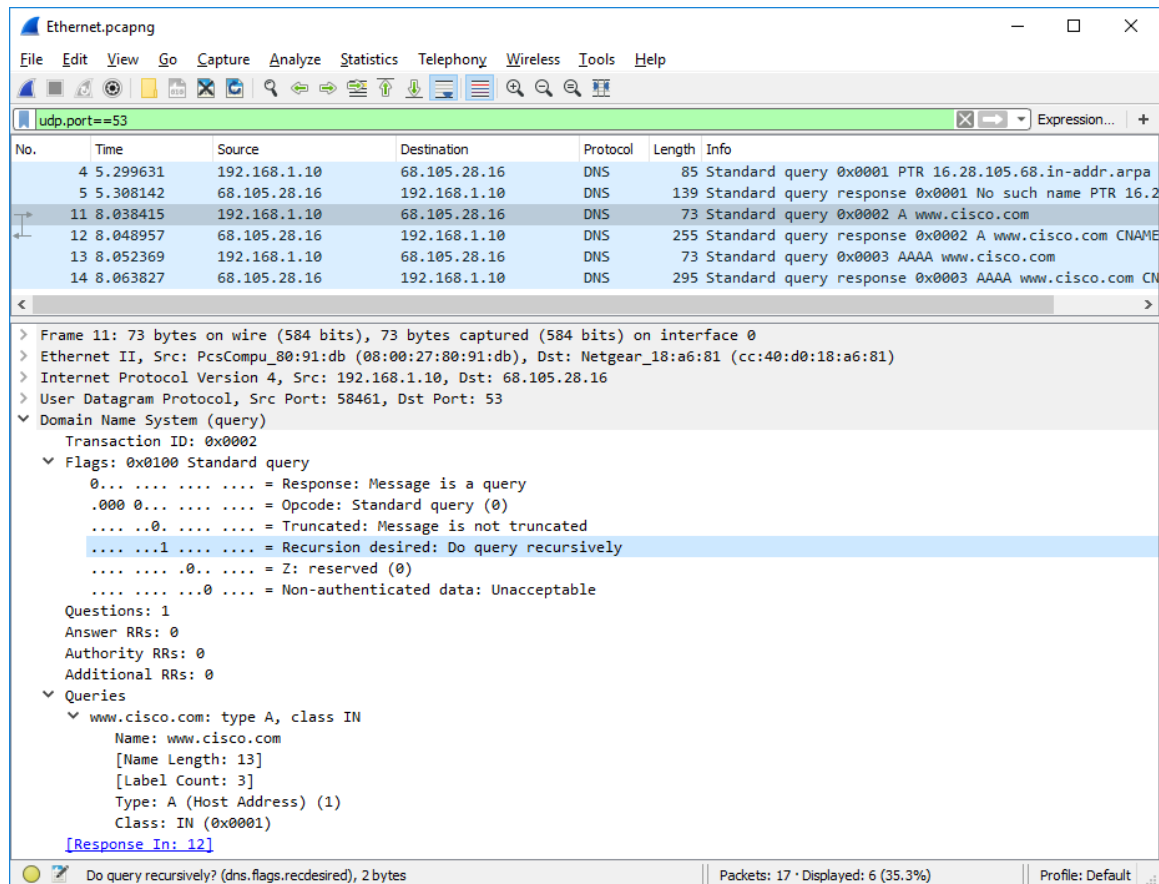 Ethernet.pcapng
File Edit View Go Capture Analyze Statistics Telephony Wireless Tools Help
udp.port==53 Expression... +
No. Time Source Destination Protocol Length Info
4 5.299631 192.168.1.10 68.105.28.16 DNS 85 Standard query 0x0001 PTR 16.28.105.68.in-addr.arpa
5 5.308142 68.105.28.16 192.168.1.10 DNS 139 Standard query response 0x0001 No such name PTR 16.2
11 8.038415 192.168.1.10 68.105.28.16 DNS 73 Standard query 0x0002 A www.cisco.com
12 8.048957 68.105.28.16 192.168.1.10 DNS 255 Standard query response 0x0002 A www.cisco.com CNAME
13 8.052369 192.168.1.10 68.105.28.16 DNS 73 Standard query 0x0003 AAAA www.cisco.com
14 8.063827 68.105.28.16 192.168.1.10 DNS 295 Standard query response 0x0003 AAAA www.cisco.com CN
Frame 11: 73 bytes on wire (584 bits), 73 bytes captured (584 bits) on interface 0
Ethernet II, Src: PcsCompu_80:91:db (08:00:27:80:91:db), Dst: Netgear_18:a6:81 (cc:40:d0:18:a6:81)
Internet Protocol Version 4, Src: 192.168.1.10, Dst: 68.105.28.16
User Datagram Protocol, Src Port: 58461, Dst Port: 53
Domain Name System (query)
Transaction ID: 0x0002
Flags: 0x0100 Standard query
0... .... .... .... = Response: Message is a query
.000 0... .... .... = Opcode: Standard query (0)
.... ..0. .... .... = Truncated: Message is not truncated
.... ...1 .... .... = Recursion desired: Do query recursively
.... .... .0.. .... = Z: reserved (0)
.... .... ...0 .... = Non-authenticated data: Unacceptable
Questions: 1
Answer RRs: 0
Authority RRs: 0
Additional RRs: 0
Queries
www.cisco.com: type A, class IN
Name: www.cisco.com
[Name Length: 13]
[Label Count: 3]
Type: A (Host Address) (1)
Class: IN (0x0001)
[Response In: 12]
Do query recursively? (dns.flags.recdesired), 2 bytes Packets: 17 · Displayed: 6 (35.3%) Profile: Default